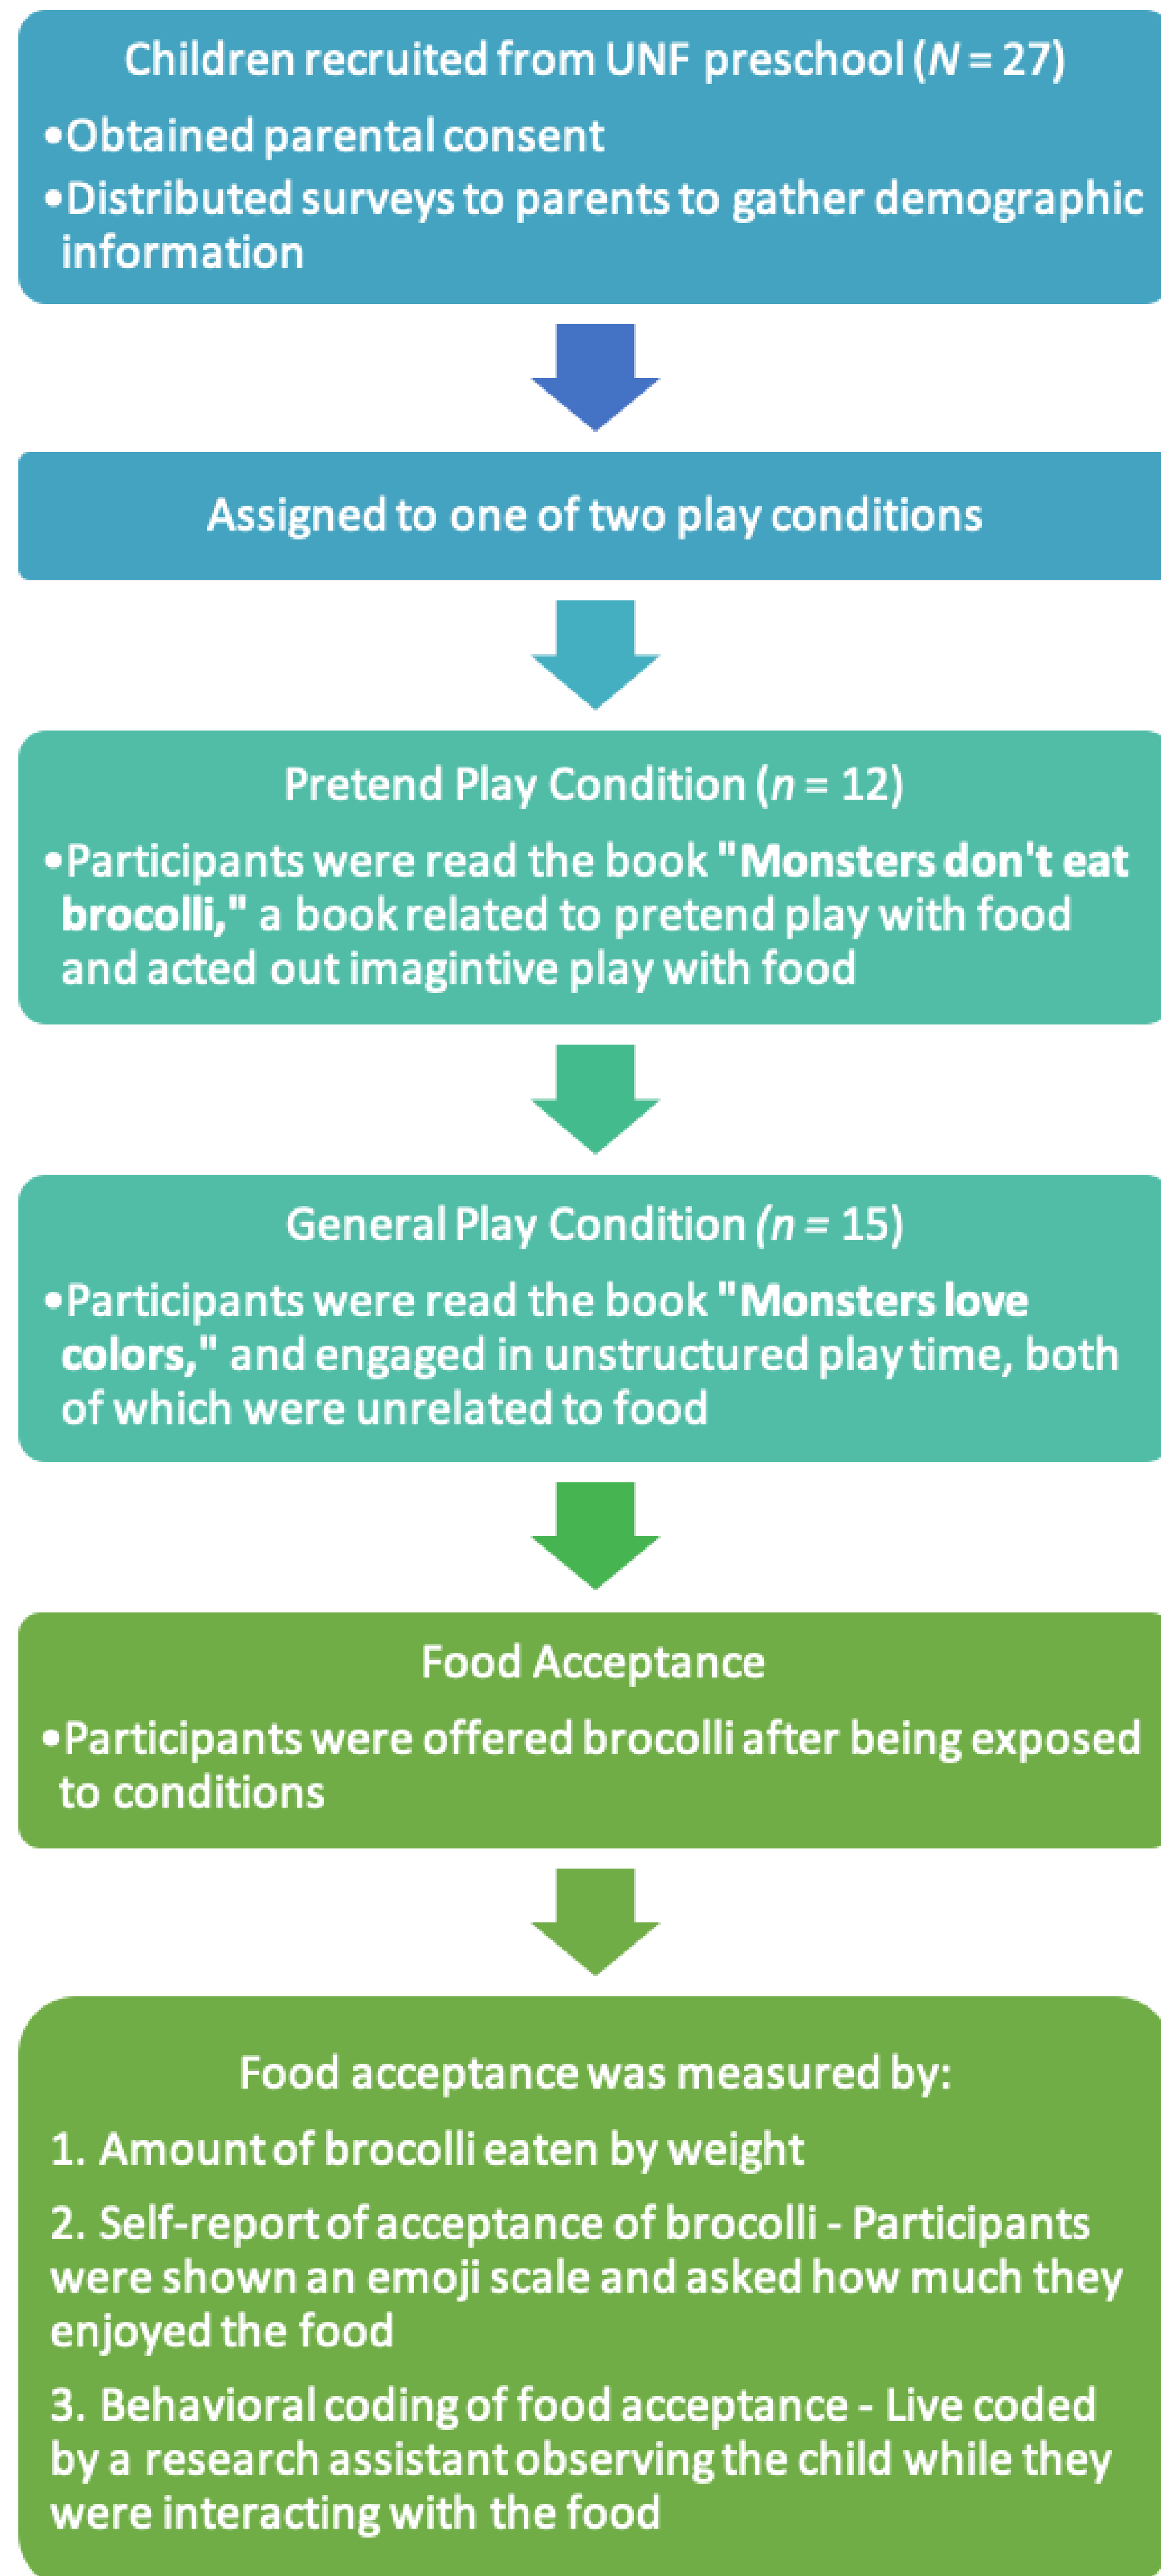 Children recruited from UNF preschool (N = 27)
•Obtained parental consent
•Distributed surveys to parents to gather demographic
information
Assigned to one of two play conditions
Pretend Play Condition (n = 12)
•Participants were read the book "Monsters don't eat
brocolli," a book related to pretend play with food
and acted out imagintive play with food
General Play Condition (n = 15)
•Participants were read the book "Monsters love
colors," and engaged in unstructured play time, both
of which were unrelated to food
Food Acceptance
•Participants were offered brocolli after being exposed
to conditions
Food acceptance was measured by:
1. Amount of brocolli eaten by weight
2. Self-report of acceptance of brocolli - Participants
were shown an emoji scale and asked how much they
enjoyed the food
3. Behavioral coding of food acceptance - Live coded
by a research assistant observing the child while they
were interacting with the food